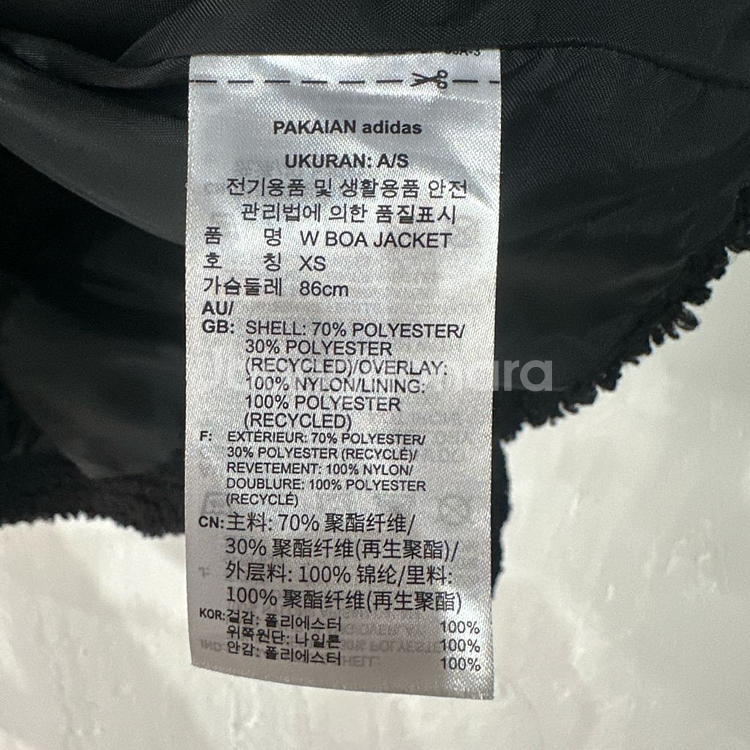 PAKAIAN adidas
UKURAN: A/S
전기용품 및 생활용품 안전
관리법에 의한 품질표시
품 명 W BOA JACKET
호 칭 XS
가슴둘레 86cm
AU/
GB: SHELL: 70% POLYESTER/
30% POLYESTER
(RECYCLED)/OVERLAY:
100% NYLON/LINING:
100% POLYESTER
(RECYCLED)
F: EXTÉRIEUR: 70% POLYESTER/
30% POLYESTER (RECYCLÉ)/
REVETEMENT: 100% NYLON/
DOUBLURE: 100% POLYESTER
(RECYCLÉ)
CN: 主料: 70% 聚酯纤维/
30% 聚酯纤维(再生聚酯)/
外层料: 100% 锦纶/里料:
100% 聚酯纤维(再生聚酯)
KOR: 겉감: 폴리에스터 100%
위쪽원단: 나일론 100%
안감: 폴리에스터 100%